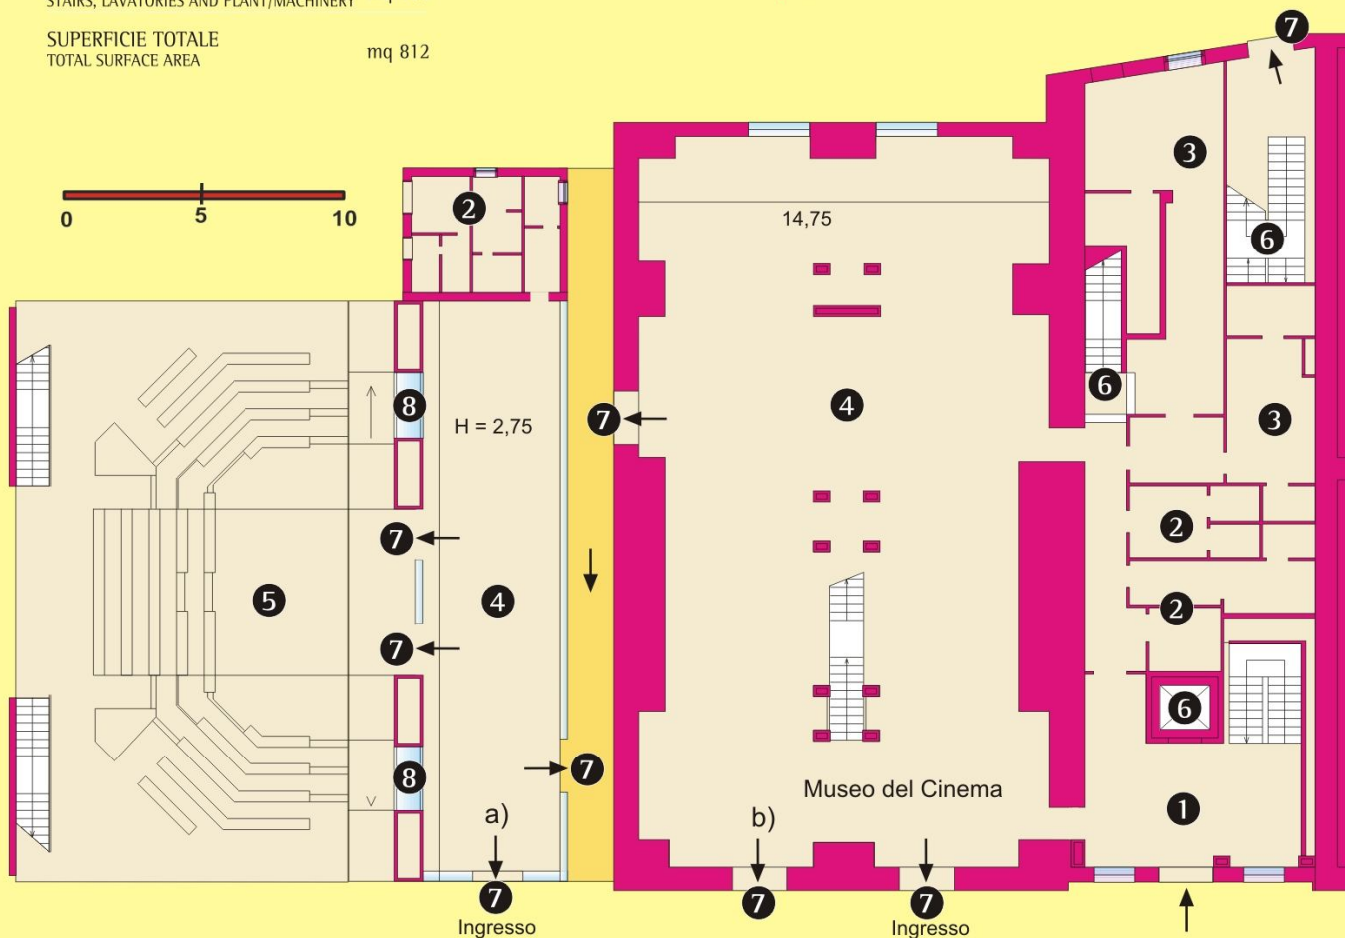 STAIRS, LAVATORIES AND PLANT/MACHINERY
SUPERFICIE TOTALE
TOTAL SURFACE AREA
mq 812
0
5
10
7
3
2
14,75
6
8
H = 2,75
7
4
6
3
7
2
5
4
7
2
6
8
7
Museo del Cinema
1
a)
b)
7
7
7
Ingresso
Ingresso